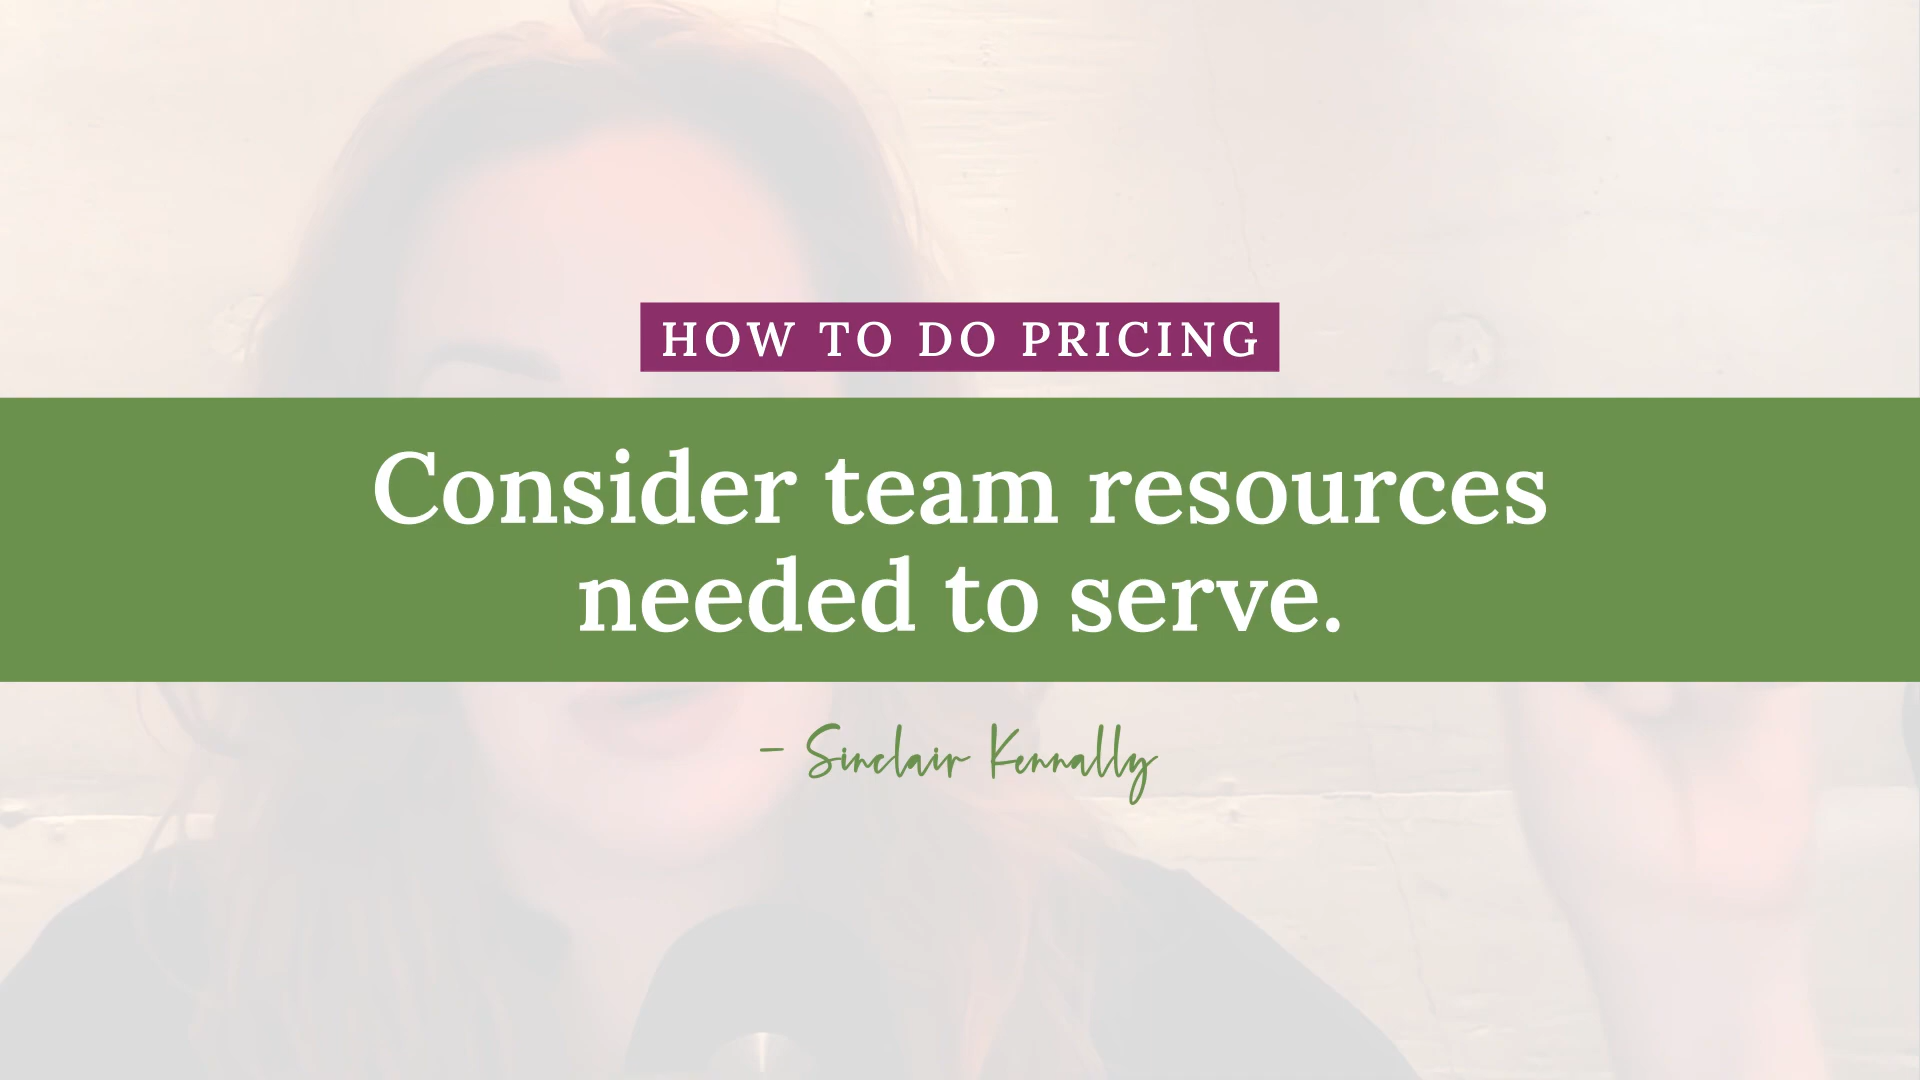 HOW TO DO PRICING
Consider team resources
needed to serve.
- Sinclair Kennally